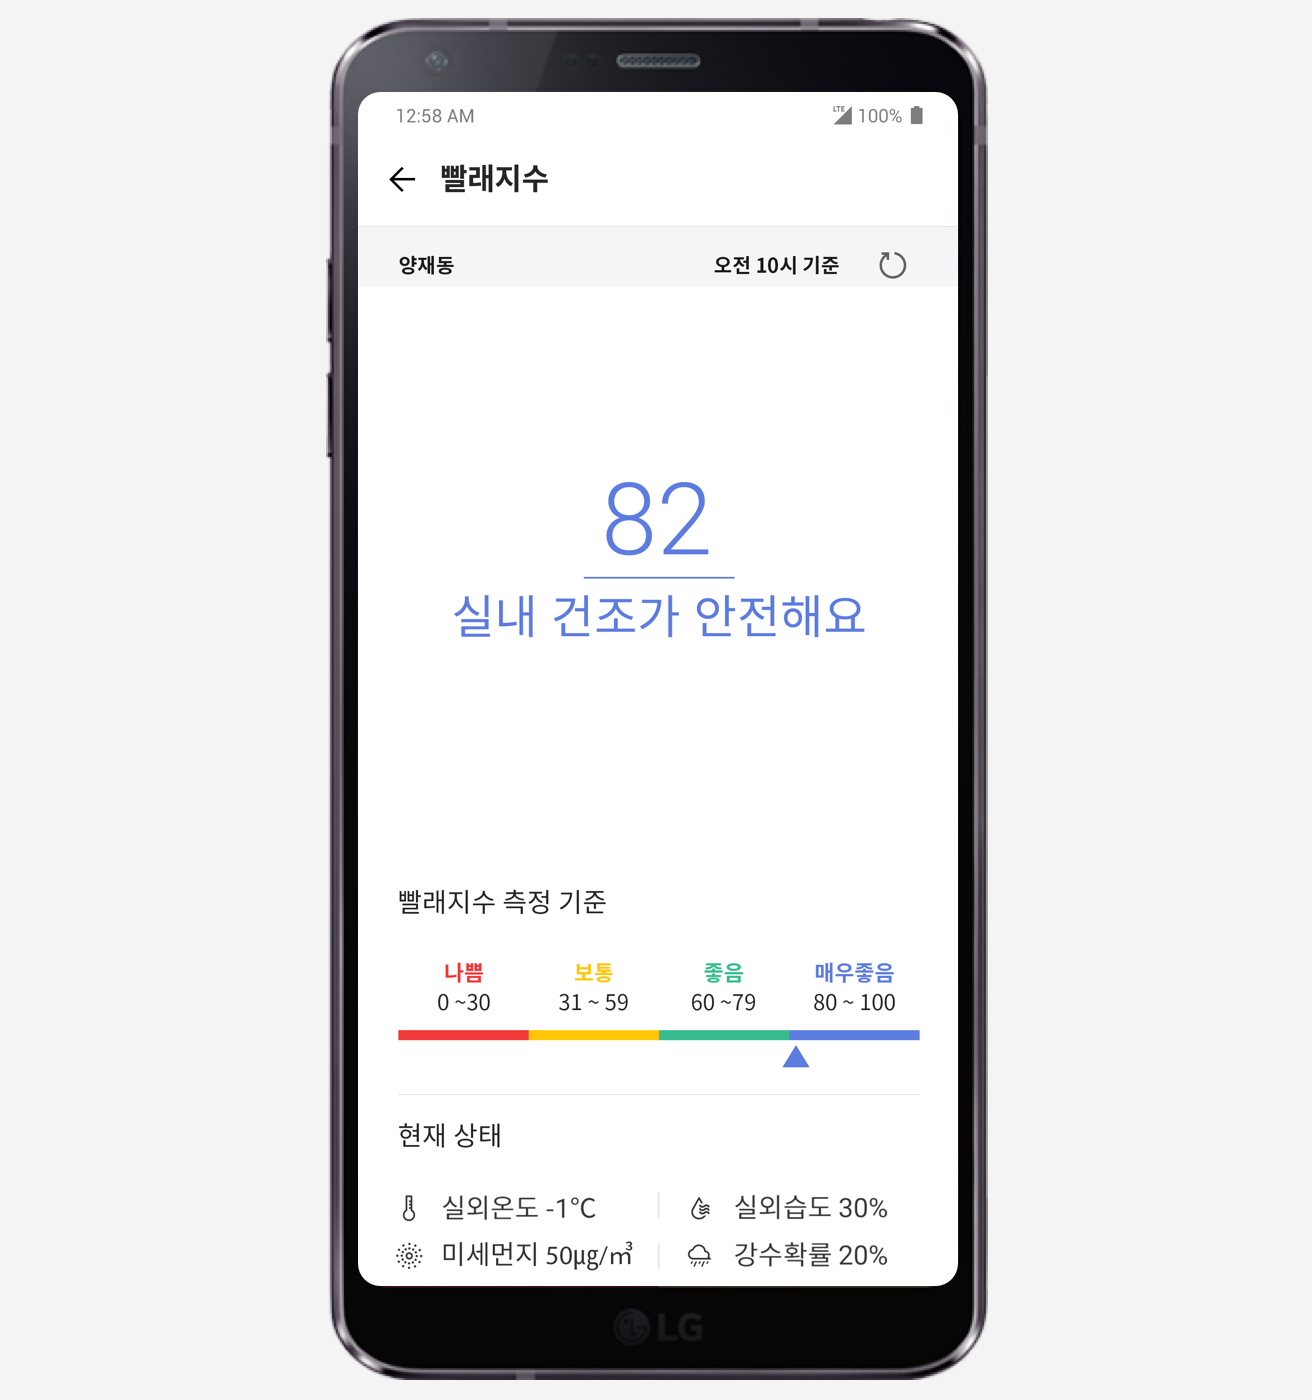 12:58 AM LTE 100%
빨래지수
양재동 오전 10시 기준
82
실내 건조가 안전해요
빨래지수 측정 기준
나쁨 보통 좋음 매우좋음
0 ~30 31 ~ 59 60 ~79 80 ~ 100
현재 상태
실외온도 -1°C 실외습도 30%
미세먼지 50μg/㎥ 강수확률 20%
LG